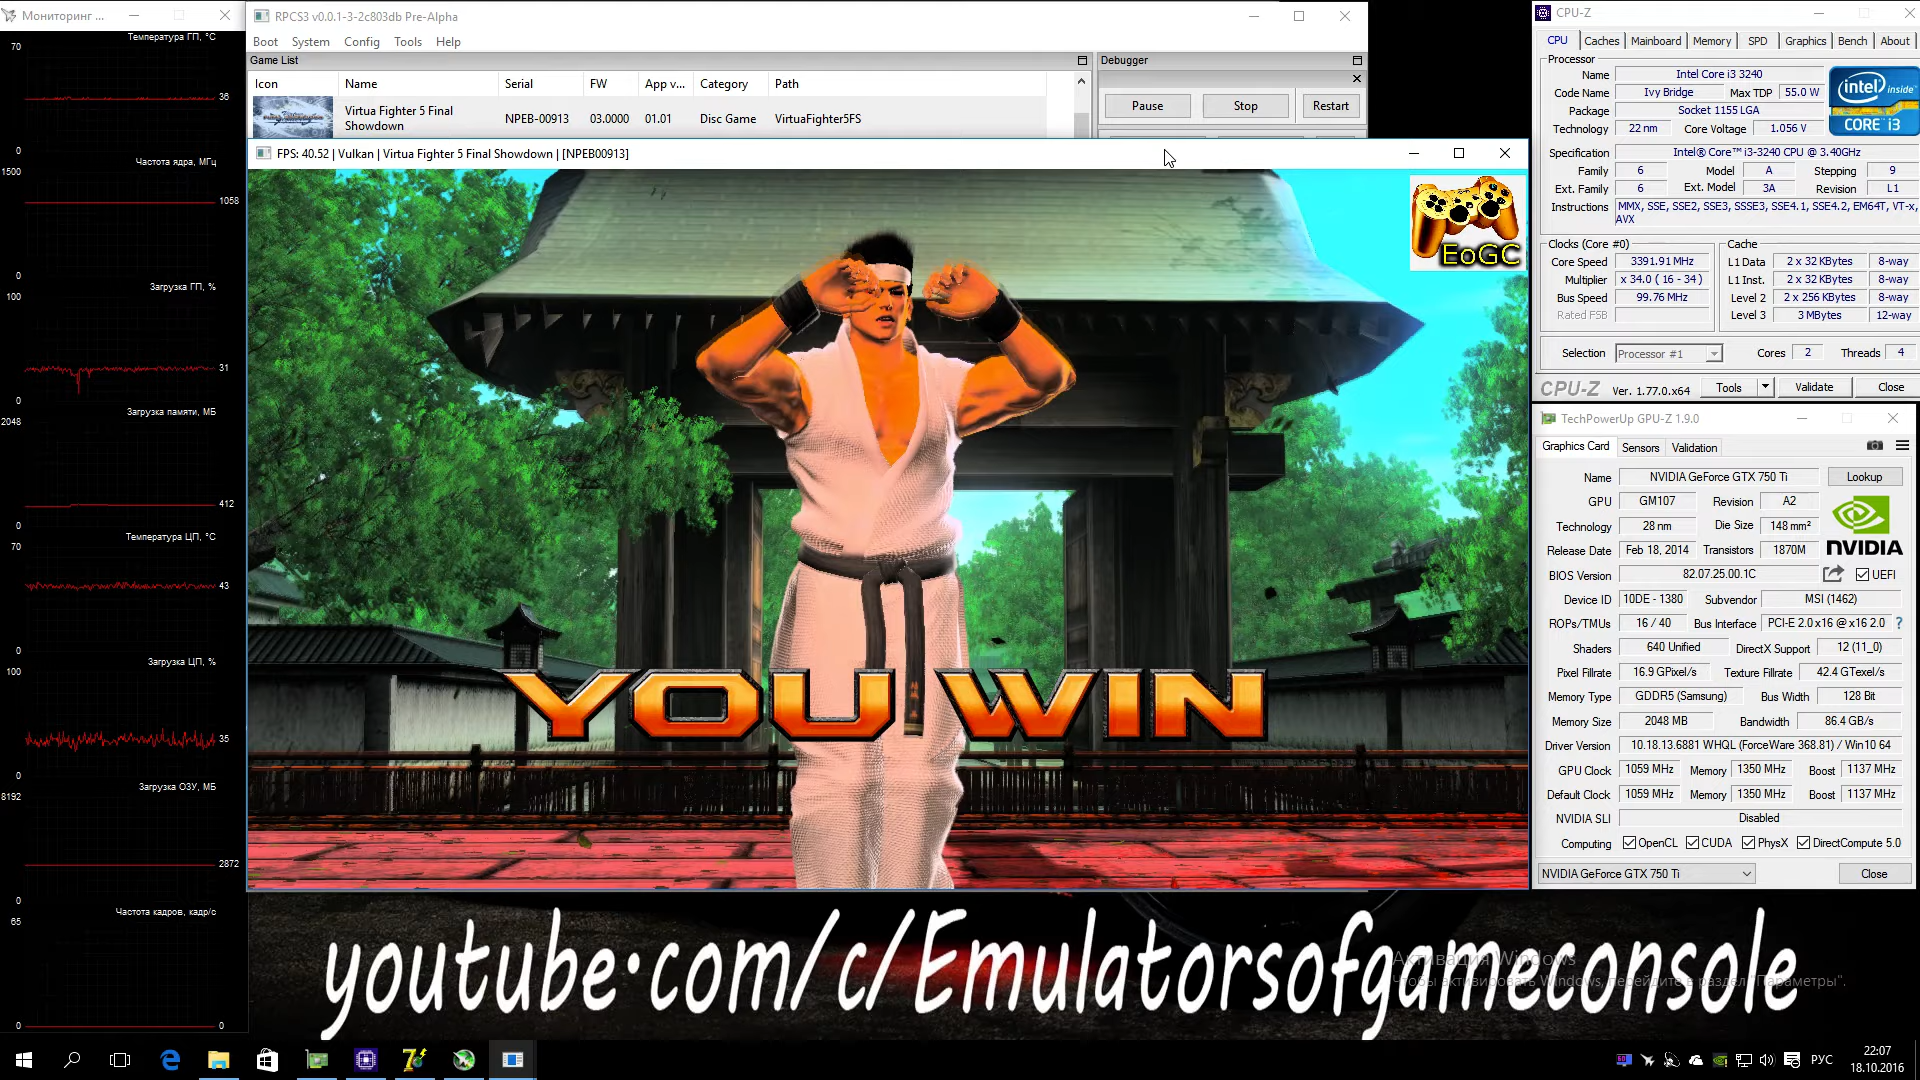 Мониторинг ...
Температура ГП, °C
70
36
0
Частота ядра, МГц
1500
1058
0
Загрузка ГП, %
100
31
0
Загрузка памяти, МБ
2048
412
0
Температура ЦП, °C
70
43
0
Загрузка ЦП, %
100
35
0
Загрузка ОЗУ, МБ
8192
2872
0
Частота кадров, кадр/с
65
0
0
RPCS3 v0.0.1-3-2c803db Pre-Alpha
Boot System Config Tools Help
Game List
Icon Name Serial FW App v... Category Path
Virtua Fighter 5 Final
Showdown
NPEB-00913 03.0000 01.01 Disc Game VirtuaFighter5FS
Debugger
Pause Stop Restart
FPS: 40.52 | Vulkan | Virtua Fighter 5 Final Showdown | [NPEB00913]
EoGC
YOU WIN
CPU-Z
CPU Caches Mainboard Memory SPD Graphics Bench About
Processor
Name Intel Core i3 3240
Code Name Ivy Bridge Max TDP 55.0 W
Package Socket 1155 LGA
Technology 22 nm Core Voltage 1.056 V
intel inside™
CORE i3
Specification Intel® Core™ i3-3240 CPU @ 3.40GHz
Family 6 Model A Stepping 9
Ext. Family 6 Ext. Model 3A Revision L1
Instructions MMX, SSE, SSE2, SSE3, SSSE3, SSE4.1, SSE4.2, EM64T, VT-x,
AVX
Clocks (Core #0) Cache
Core Speed 3391.91 MHz L1 Data 2 x 32 KBytes 8-way
Multiplier x 34.0 ( 16 - 34 ) L1 Inst. 2 x 32 KBytes 8-way
Bus Speed 99.76 MHz Level 2 2 x 256 KBytes 8-way
Rated FSB Level 3 3 MBytes 12-way
Selection Processor #1 Cores 2 Threads 4
CPU-Z Ver. 1.77.0.x64 Tools Validate Close
TechPowerUp GPU-Z 1.9.0
Graphics Card Sensors Validation
Name NVIDIA GeForce GTX 750 Ti Lookup
GPU GM107 Revision A2
Technology 28 nm Die Size 148 mm²
Release Date Feb 18, 2014 Transistors 1870M
NVIDIA
BIOS Version 82.07.25.00.1C UEFI
Device ID 10DE - 1380 Subvendor MSI (1462)
ROPs/TMUs 16 / 40 Bus Interface PCI-E 2.0 x16 @ x16 2.0 ?
Shaders 640 Unified DirectX Support 12 (11_0)
Pixel Fillrate 16.9 GPixel/s Texture Fillrate 42.4 GTexel/s
Memory Type GDDR5 (Samsung) Bus Width 128 Bit
Memory Size 2048 MB Bandwidth 86.4 GB/s
Driver Version 10.18.13.6881 WHQL (ForceWare 368.81) / Win10 64
GPU Clock 1059 MHz Memory 1350 MHz Boost 1137 MHz
Default Clock 1059 MHz Memory 1350 MHz Boost 1137 MHz
NVIDIA SLI Disabled
Computing OpenCL CUDA PhysX DirectCompute 5.0
NVIDIA GeForce GTX 750 Ti Close
youtube.com/c/Emulatorsofgameconsole
Активация Windows
Чтобы активировать Windows, перейдите в раздел "Параметры".
РУС
22:07
18.10.2016